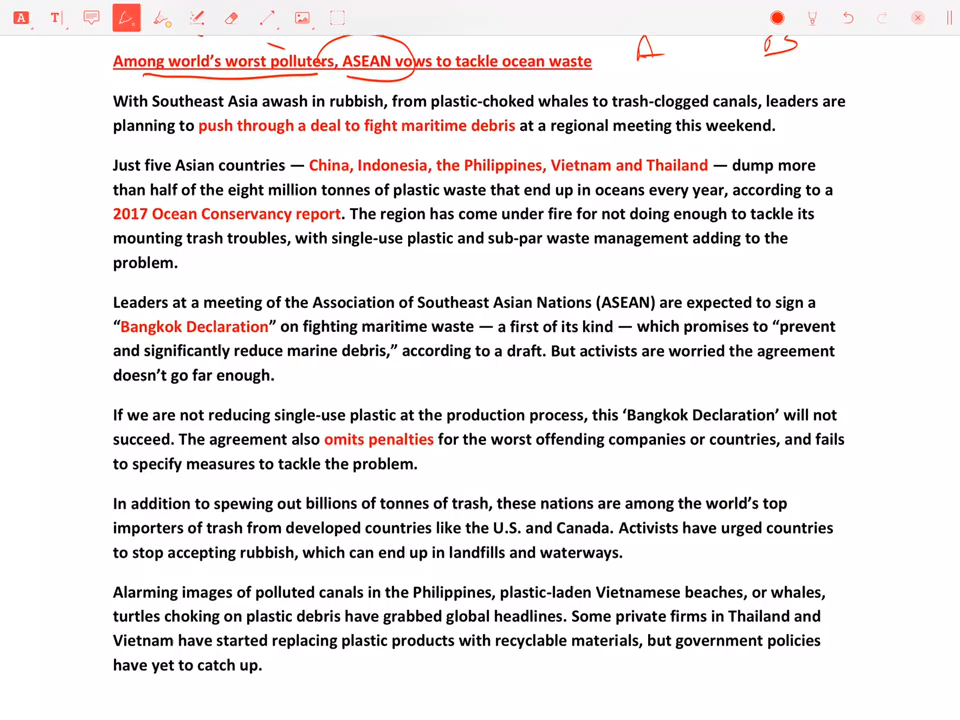 A
Among world's worst polluters, ASEAN vows to tackle ocean waste
With Southeast Asia awash in rubbish, from plastic-choked whales to trash-clogged canals, leaders are
planning to push through a deal to fight maritime debris at a regional meeting this weekend.
Just five Asian countries — China, Indonesia, the Philippines, Vietnam and Thailand — dump more
than half of the eight million tonnes of plastic waste that end up in oceans every year, according to a
2017 Ocean Conservancy report. The region has come under fire for not doing enough to tackle its
mounting trash troubles, with single-use plastic and sub-par waste management adding to the
problem.
Leaders at a meeting of the Association of Southeast Asian Nations (ASEAN) are expected to sign a
“Bangkok Declaration” on fighting maritime waste — a first of its kind — which promises to “prevent
and significantly reduce marine debris,” according to a draft. But activists are worried the agreement
doesn’t go far enough.
If we are not reducing single-use plastic at the production process, this ‘Bangkok Declaration’ will not
succeed. The agreement also omits penalties for the worst offending companies or countries, and fails
to specify measures to tackle the problem.
In addition to spewing out billions of tonnes of trash, these nations are among the world’s top
importers of trash from developed countries like the U.S. and Canada. Activists have urged countries
to stop accepting rubbish, which can end up in landfills and waterways.
Alarming images of polluted canals in the Philippines, plastic-laden Vietnamese beaches, or whales,
turtles choking on plastic debris have grabbed global headlines. Some private firms in Thailand and
Vietnam have started replacing plastic products with recyclable materials, but government policies
have yet to catch up.